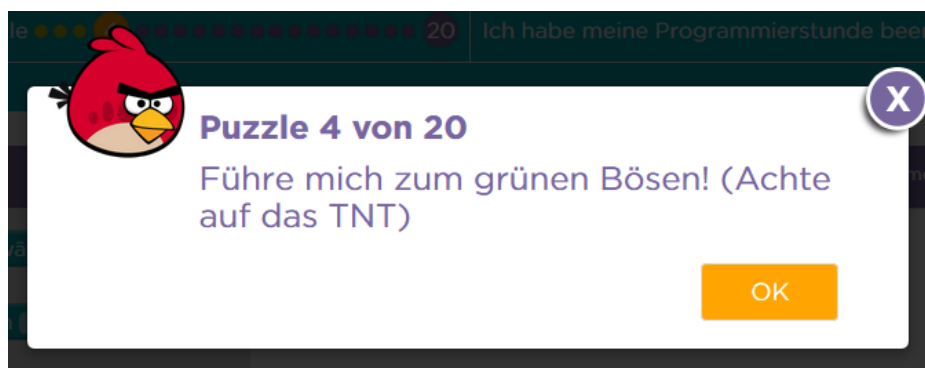 20 Ich habe meine Programmierstunde
X
Puzzle 4 von 20
Führe mich zum grünen Bösen! (Achte
auf das TNT)
OK